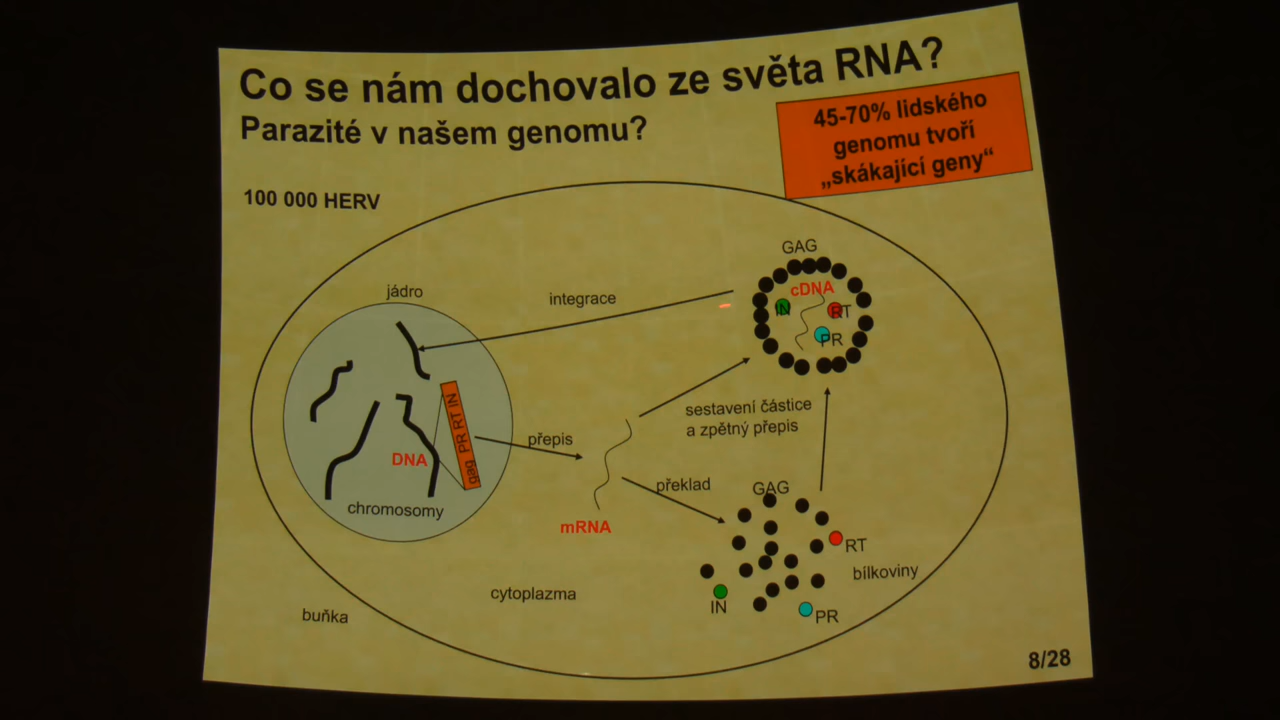 Co se nám dochovalo ze světa RNA?
Parazité v našem genomu?
45-70% lidského
genomu tvoří
„skákající geny“
100 000 HERV
GAG
cDNA
IN
RT
PR
jádro
integrace
gag PR RT IN
DNA
chromosomy
přepis
mRNA
sestavení částice
a zpětný přepis
překlad
GAG
RT
bílkoviny
IN
PR
cytoplazma
buňka
8/28